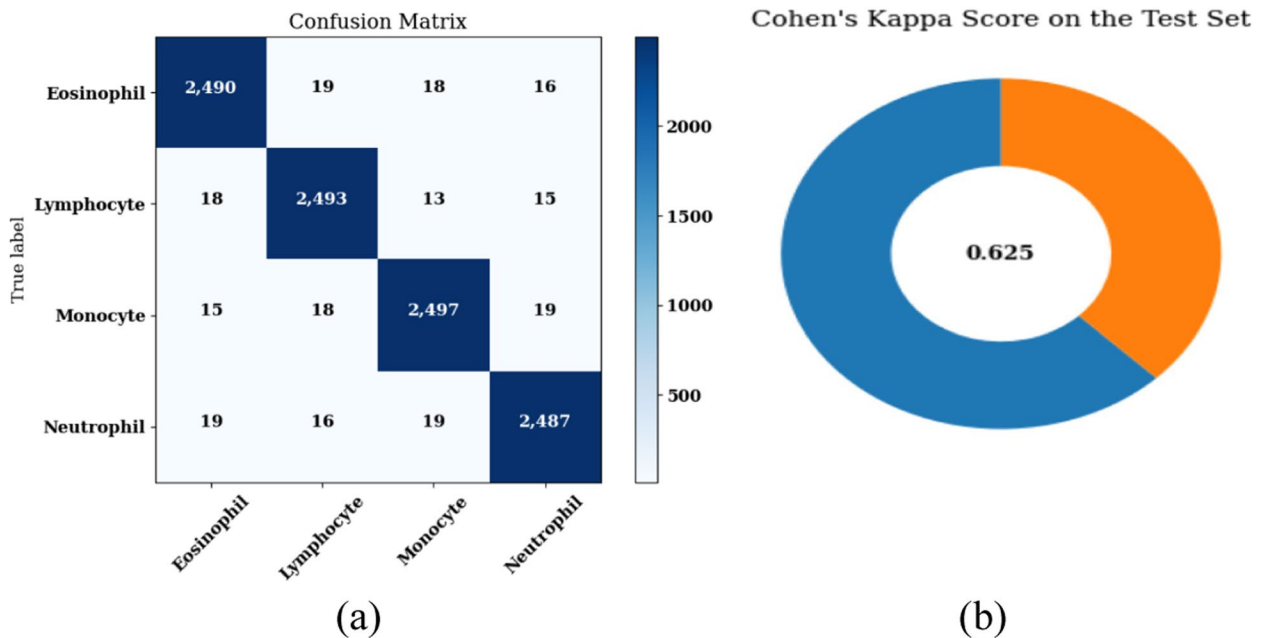 Confusion Matrix
True label
Eosinophil 2,490 19 18 16
Lymphocyte 18 2,493 13 15
Monocyte 15 18 2,497 19
Neutrophil 19 16 19 2,487
Eosinophil Lymphocyte Monocyte Neutrophil
2000
1500
1000
500
(a)
Cohen's Kappa Score on the Test Set
0.625
(b)